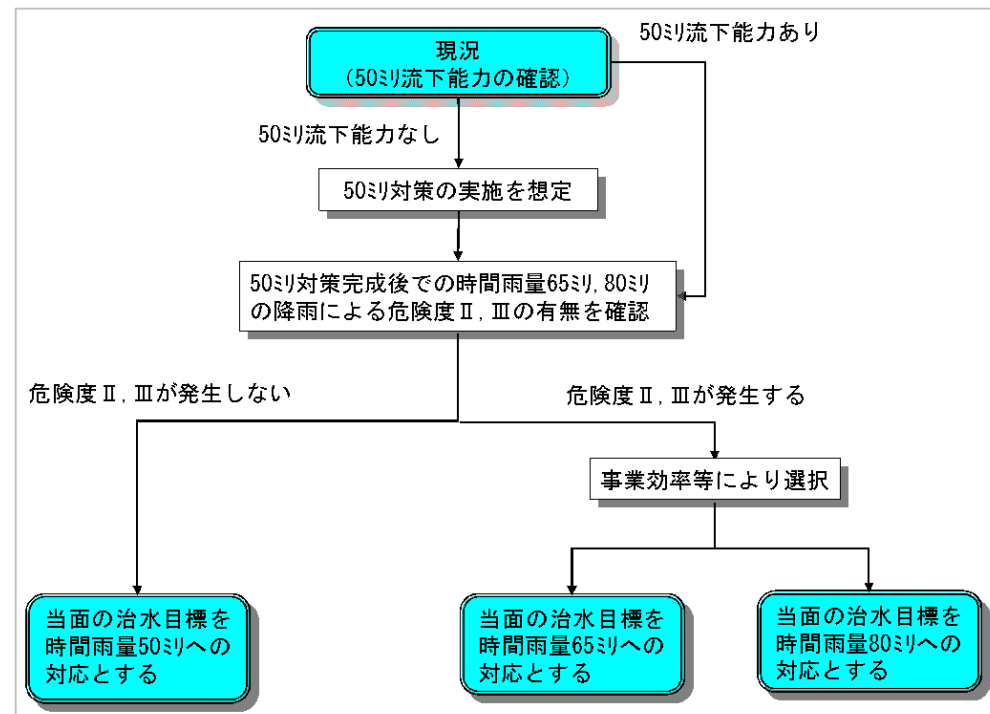 50ﾐﾘ流下能力あり
現況
（50ﾐﾘ流下能力の確認）
50ﾐﾘ流下能力なし
50ﾐﾘ対策の実施を想定
50ﾐﾘ対策完成後での時間雨量65ﾐﾘ,80ﾐﾘ
の降雨による危険度Ⅱ,Ⅲの有無を確認
危険度Ⅱ,Ⅲが発生しない
危険度Ⅱ,Ⅲが発生する
事業効率等により選択
当面の治水目標を
時間雨量50ﾐﾘへの
対応とする
当面の治水目標を
時間雨量65ﾐﾘへの
対応とする
当面の治水目標を
時間雨量80ﾐﾘへの
対応とする